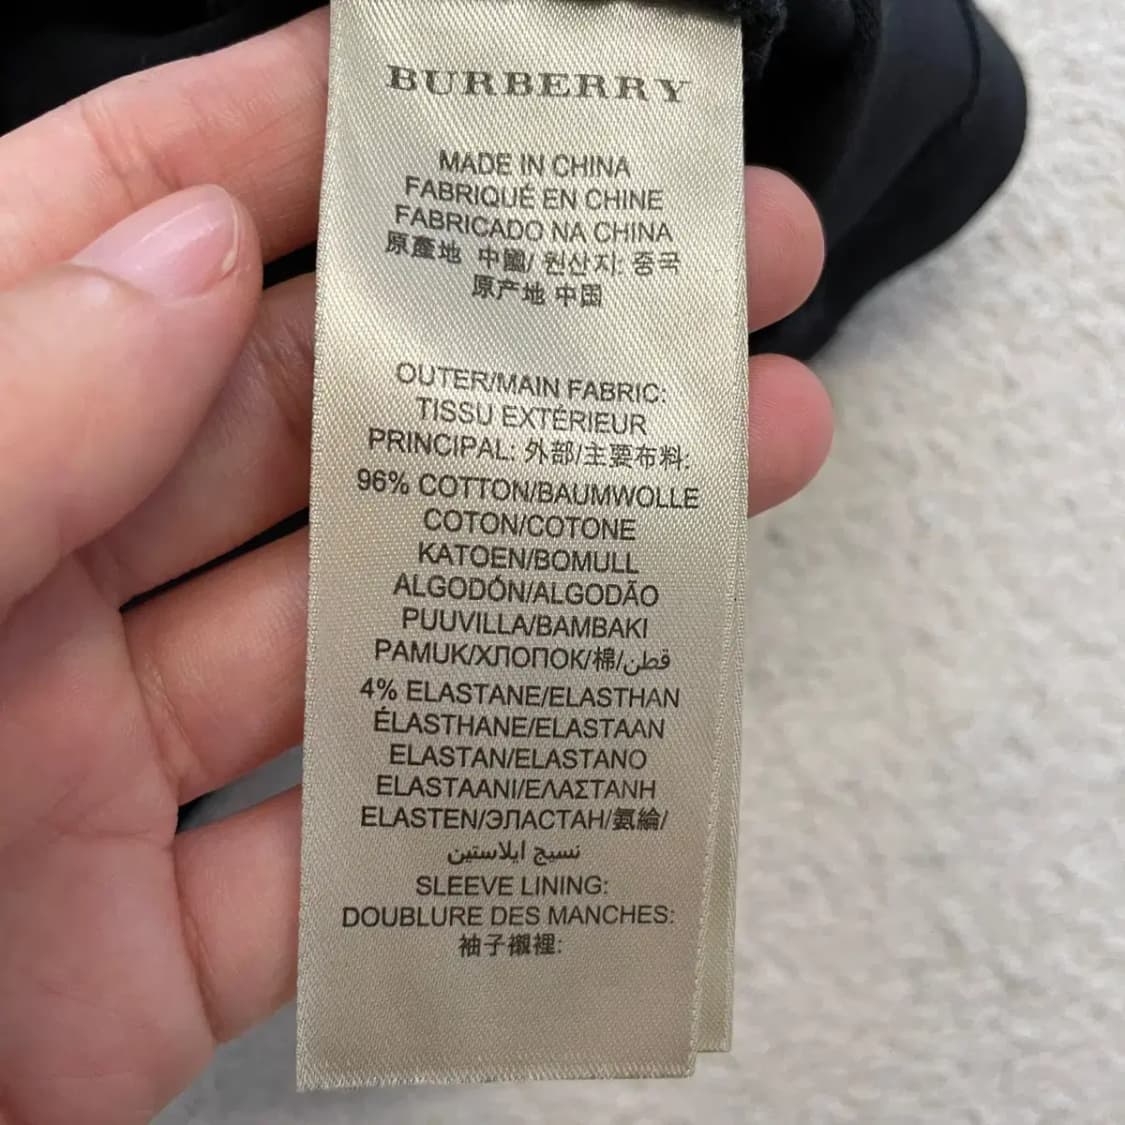 BURBERRY
MADE IN CHINA
FABRIQUÉ EN CHINE
FABRICADO NA CHINA
原產地 中國/ 원산지: 중국
原产地 中国
OUTER/MAIN FABRIC:
TISSU EXTÉRIEUR
PRINCIPAL: 外部/主要布料:
96% COTTON/BAUMWOLLE
COTON/COTONE
KATOEN/BOMULL
ALGODÓN/ALGODÃO
PUUVILLA/BAMBAKI
PAMUK/ХЛОПОК/棉/قطن
4% ELASTANE/ELASTHAN
ÉLASTHANE/ELASTAAN
ELASTAN/ELASTANO
ELASTAANI/ΕΛΑΣΤΑΝΗ
ELASTEN/ЭЛАСТАН/氨綸/
نسيج ايلاستين
SLEEVE LINING:
DOUBLURE DES MANCHES:
袖子襯裡: